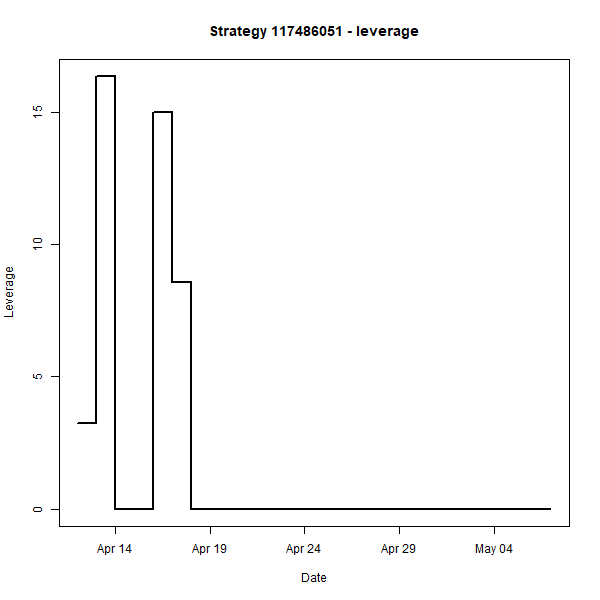 Strategy 117486051 - leverage
15
10
5
0
Leverage
Apr 14
Apr 19
Apr 24
Apr 29
May 04
Date